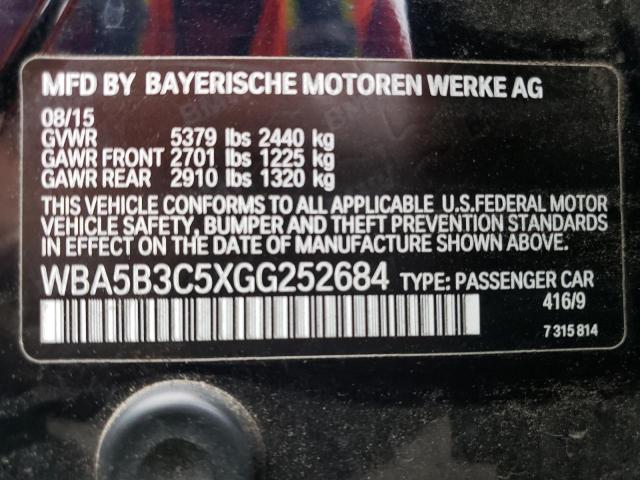 MFD BY BAYERISCHE MOTOREN WERKE AG
08/15
GVWR 5379 lbs 2440 kg
GAWR FRONT 2701 lbs 1225 kg
GAWR REAR 2910 lbs 1320 kg
THIS VEHICLE CONFORMS TO ALL APPLICABLE U.S.FEDERAL MOTOR
VEHICLE SAFETY, BUMPER AND THEFT PREVENTION STANDARDS
IN EFFECT ON THE DATE OF MANUFACTURE SHOWN ABOVE.
WBA5B3C5XGG252684 TYPE: PASSENGER CAR
416/9
7 315 814